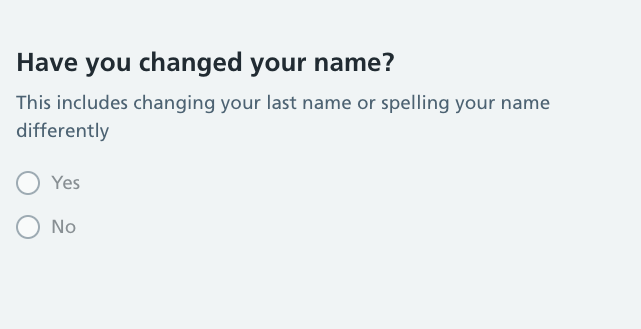 Have you changed your name?
This includes changing your last name or spelling your name
differently
Yes
No